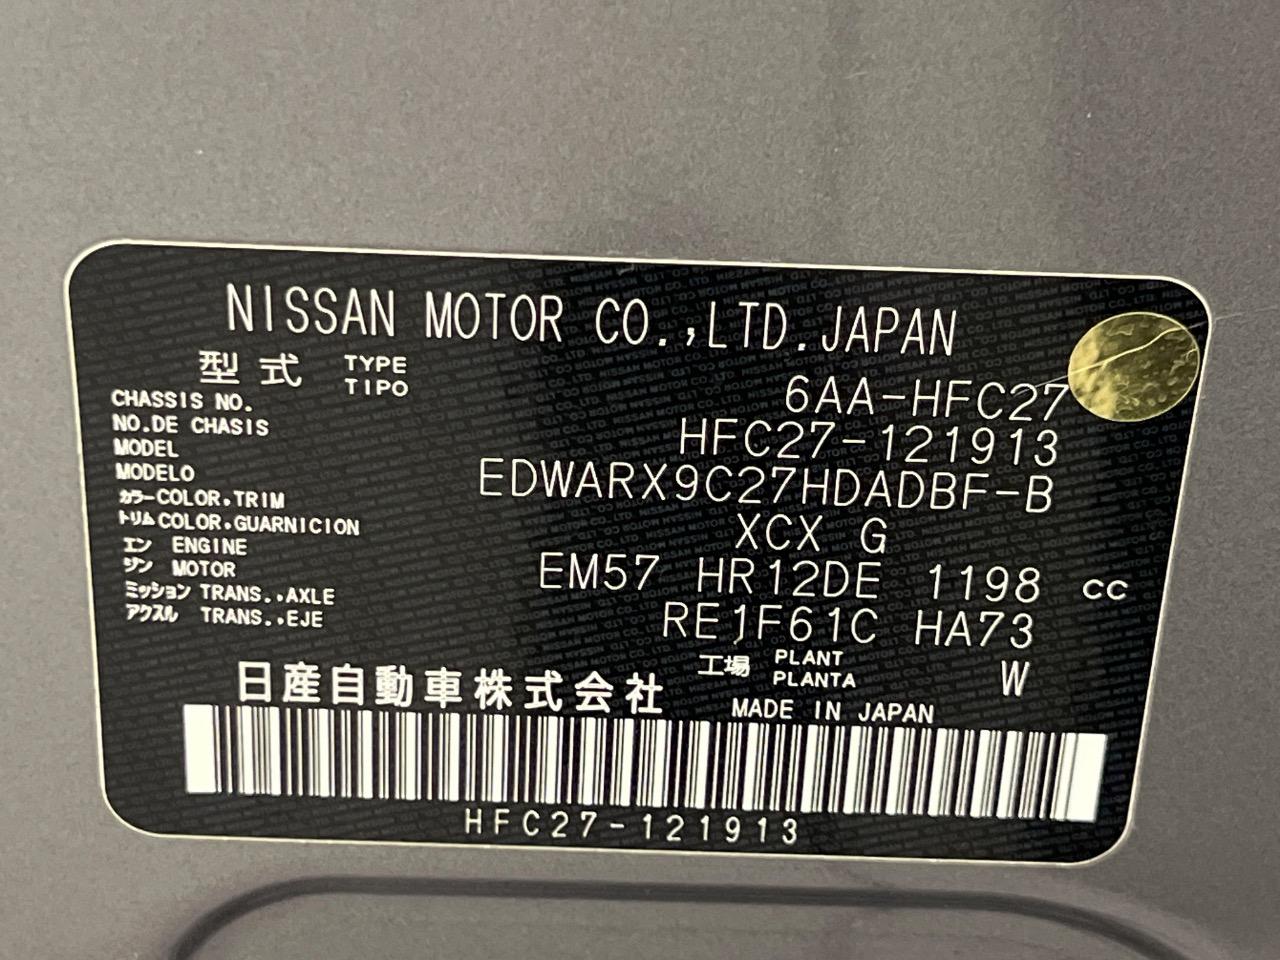 NISSAN MOTOR CO.,LTD.JAPAN
型式 TYPE TIPO 6AA-HFC27
CHASSIS NO. NO.DE CHASIS HFC27-121913
MODEL MODELO EDWARX9C27HDADBF-B
カラー COLOR,TRIM トリム COLOR,GUARNICION XCX G
エンジン ENGINE MOTOR EM57 HR12DE 1198 cc
ミッション TRANS.,AXLE アクスル TRANS.,EJE RE1F61C HA73
工場 PLANT PLANTA W
日産自動車株式会社 MADE IN JAPAN
HFC27-121913